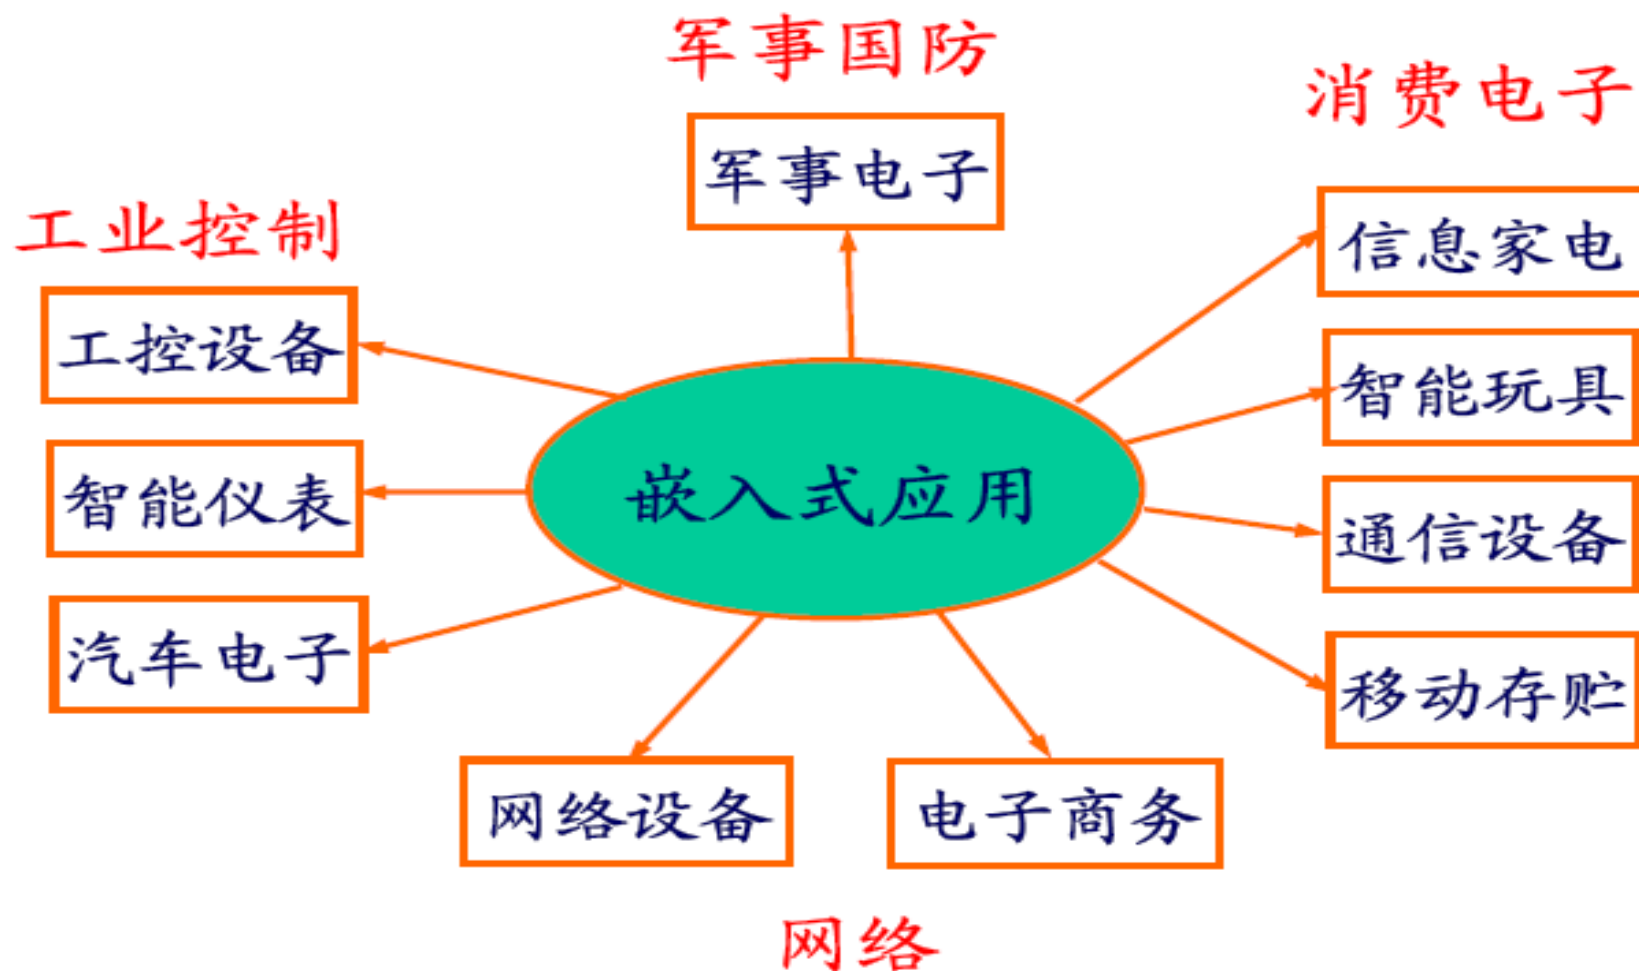 军事国防
消费电子
军事电子
工业控制
信息家电
工控设备
智能玩具
智能仪表
嵌入式应用
通信设备
汽车电子
移动存贮
网络设备
电子商务
网络